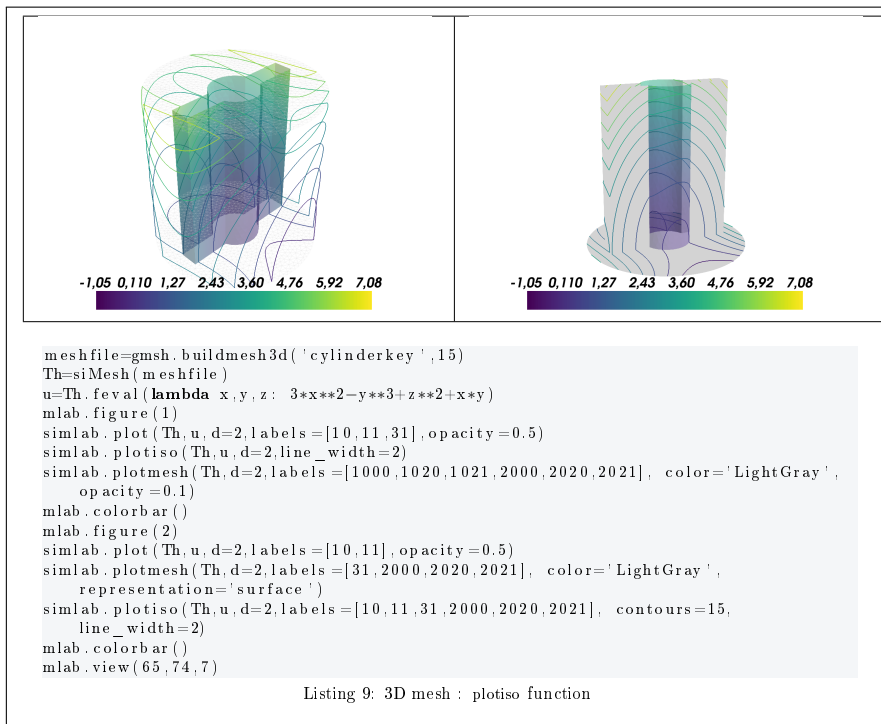 -1,05 0,110 1,27 2,43 3,60 4,76 5,92 7,08
-1,05 0,110 1,27 2,43 3,60 4,76 5,92 7,08
meshfile=gmsh.buildmesh3d('cylinderkey',15)
Th=siMesh(meshfile)
u=Th.feval(lambda x,y,z: 3*x**2-y**3+z**2+x*y)
mlab.figure(1)
simlab.plot(Th,u,d=2,labels=[10,11,31],opacity=0.5)
simlab.plotiso(Th,u,d=2,line_width=2)
simlab.plotmesh(Th,d=2,labels=[1000,1020,1021,2000,2020,2021], color='LightGray',
opacity=0.1)
mlab.colorbar()
mlab.figure(2)
simlab.plot(Th,u,d=2,labels=[10,11],opacity=0.5)
simlab.plotmesh(Th,d=2,labels=[31,2000,2020,2021], color='LightGray',
representation='surface')
simlab.plotiso(Th,u,d=2,labels=[10,11,31,2000,2020,2021], contours=15,
line_width=2)
mlab.colorbar()
mlab.view(65,74,7)
Listing 9: 3D mesh : plotiso function